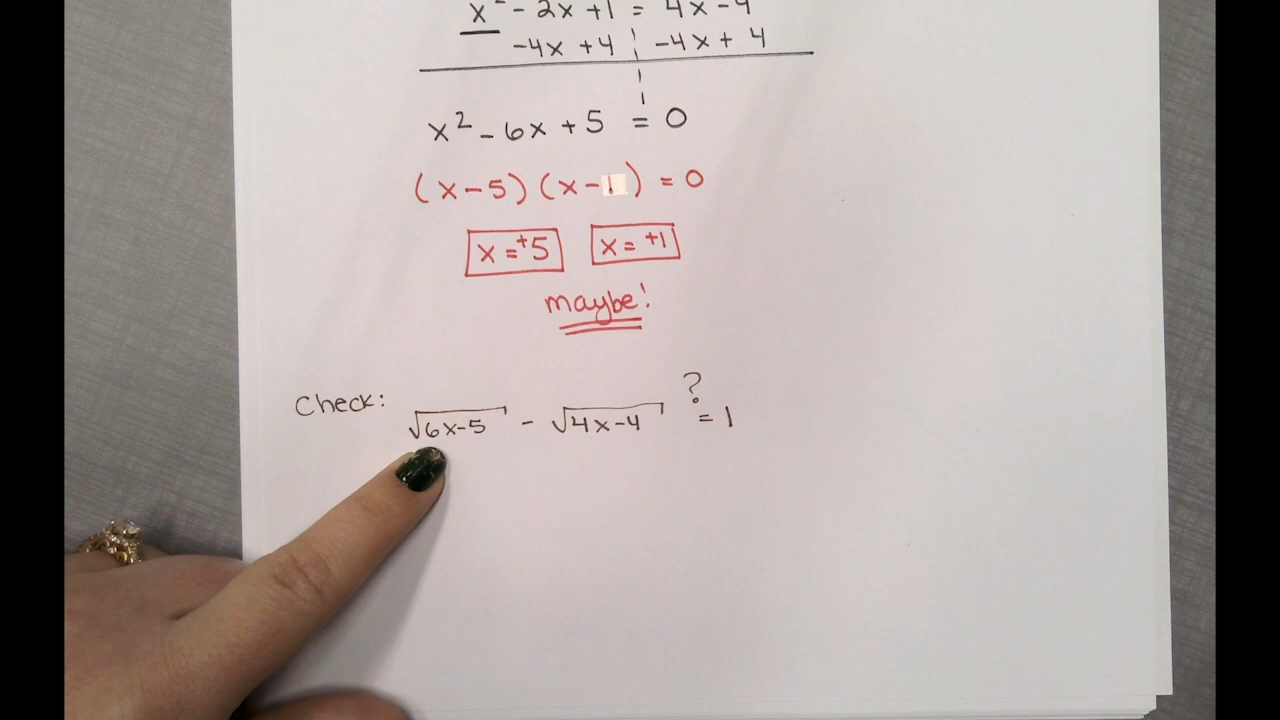 x² - 2x + 1 = 4x - 4
-4x + 4 -4x + 4
x² - 6x + 5 = 0
(x - 5) (x - 1) = 0
x = +5 x = +1
maybe!
Check: √6x-5 - √4x-4 ?= 1